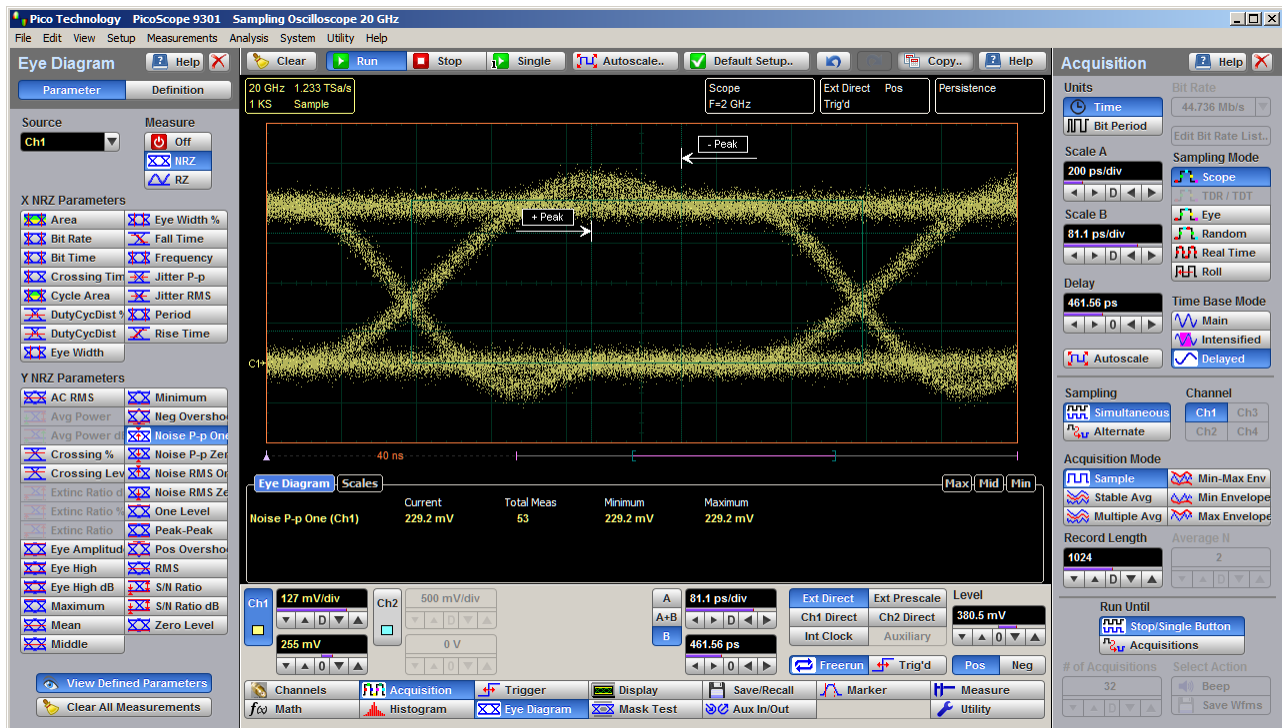 Pico Technology PicoScope 9301 Sampling Oscilloscope 20 GHz
File Edit View Setup Measurements Analysis System Utility Help
Eye Diagram
Help
Parameter Definition
Source
Ch1
Measure
Off
NRZ
RZ
X NRZ Parameters
Area Eye Width %
Bit Rate Fall Time
Bit Time Frequency
Crossing Tim Jitter P-p
Cycle Area Jitter RMS
DutyCycDist % Period
DutyCycDist Rise Time
Eye Width
Y NRZ Parameters
AC RMS Minimum
Avg Power Neg Oversho
Avg Power d Noise P-p One
Crossing % Noise P-p Zer
Crossing Lev Noise RMS On
Extinc Ratio d Noise RMS Ze
Extinc Ratio % One Level
Extinc Ratio Peak-Peak
Eye Amplitud Pos Oversho
Eye High RMS
Eye High dB S/N Ratio
Maximum S/N Ratio dB
Mean Zero Level
Middle
View Defined Parameters
Clear All Measurements
Clear Run Stop Single Autoscale.. Default Setup.. Copy.. Help
20 GHz 1.233 TSa/s
1 KS Sample
Scope
F=2 GHz
Ext Direct Pos
Trig'd
Persistence
- Peak
+ Peak
C1
40 ns
Eye Diagram Scales Max Mid Min
Current Total Meas Minimum Maximum
Noise P-p One (Ch1) 229.2 mV 53 229.2 mV 229.2 mV
Ch1
127 mV/div
D
255 mV
0
Ch2
500 mV/div
D
0 V
0
A
A+B
B
81.1 ps/div
D
461.56 ps
0
Ext Direct Ext Prescale
Ch1 Direct Ch2 Direct
Int Clock Auxiliary
Freerun Trig'd
Level
380.5 mV
0
Pos Neg
Channels Acquisition Trigger Display Save/Recall Marker Measure
f(x) Math Histogram Eye Diagram Mask Test Aux In/Out Utility
Acquisition
Help
Units
Time
Bit Period
Bit Rate
44.736 Mb/s
Edit Bit Rate List..
Scale A
200 ps/div
D
Scale B
81.1 ps/div
D
Delay
461.56 ps
0
Autoscale
Sampling Mode
Scope
TDR / TDT
Eye
Random
Real Time
Roll
Time Base Mode
Main
Intensified
Delayed
Sampling
Simultaneous
Alternate
Channel
Ch1 Ch3
Ch2 Ch4
Acquisition Mode
Sample Min-Max Env
Stable Avg Min Envelope
Multiple Avg Max Envelope
Record Length
1024
D
Average N
2
D
Run Until
Stop/Single Button
Acquisitions
# of Acquisitions
32
D
Select Action
Beep
Save Wfms